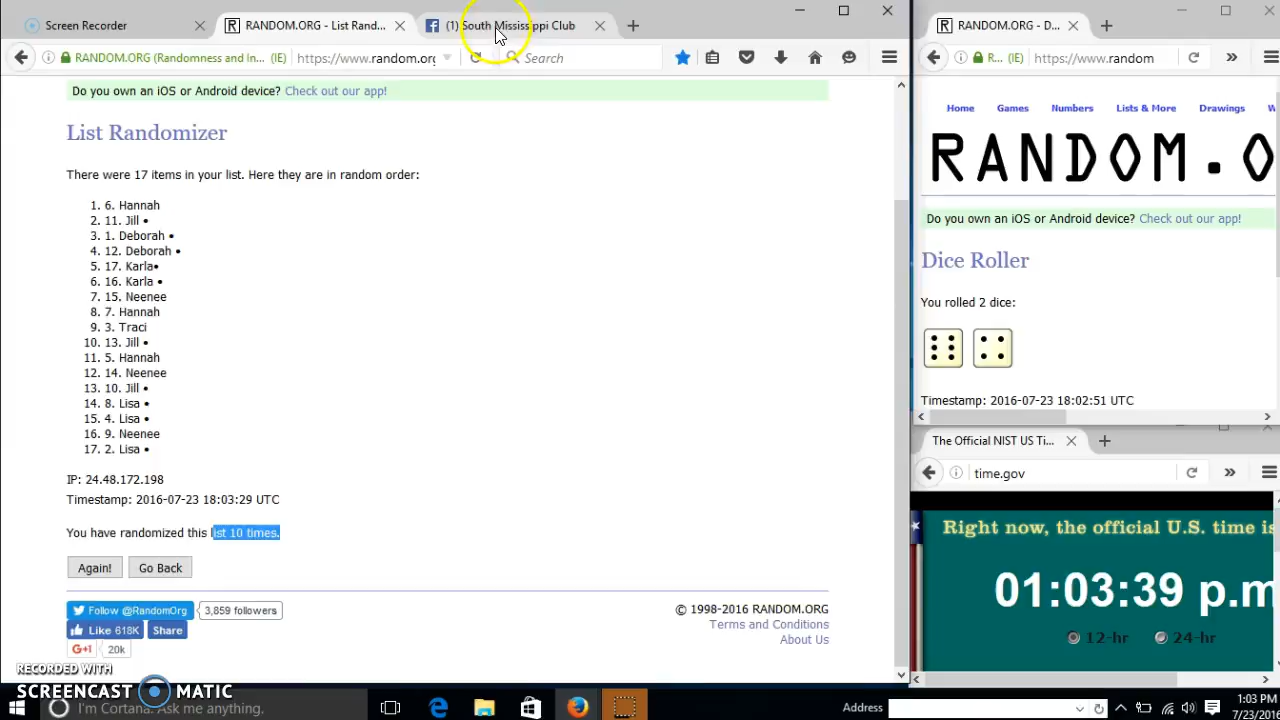 Screen Recorder
RANDOM.ORG - List Rand...
(1) South Mississippi Club
RANDOM.ORG (Randomness and In... (IE)
https://www.random.org
Search
Do you own an iOS or Android device? Check out our app!
List Randomizer
There were 17 items in your list. Here they are in random order:
1. 6. Hannah
2. 11. Jill •
3. 1. Deborah •
4. 12. Deborah •
5. 17. Karla•
6. 16. Karla •
7. 15. Neenee
8. 7. Hannah
9. 3. Traci
10. 13. Jill •
11. 5. Hannah
12. 14. Neenee
13. 10. Jill •
14. 8. Lisa •
15. 4. Lisa •
16. 9. Neenee
17. 2. Lisa •
IP: 24.48.172.198
Timestamp: 2016-07-23 18:03:29 UTC
You have randomized this list 10 times.
Again!
Go Back
Follow @RandomOrg
3,859 followers
Like 618K
Share
G+1
20k
© 1998-2016 RANDOM.ORG
Terms and Conditions
About Us
RANDOM.ORG - D...
R... (IE)
https://www.random
Home Games Numbers Lists & More Drawings W
RANDOM.O
Do you own an iOS or Android device? Check out our app!
Dice Roller
You rolled 2 dice:
Timestamp: 2016-07-23 18:02:51 UTC
The Official NIST US Ti...
time.gov
Right now, the official U.S. time is
01:03:39 p.m
12-hr
24-hr
RECORDED WITH
SCREENCAST MATIC
I'm Cortana. Ask me anything.
Address
1:03 PM
7/23/2016